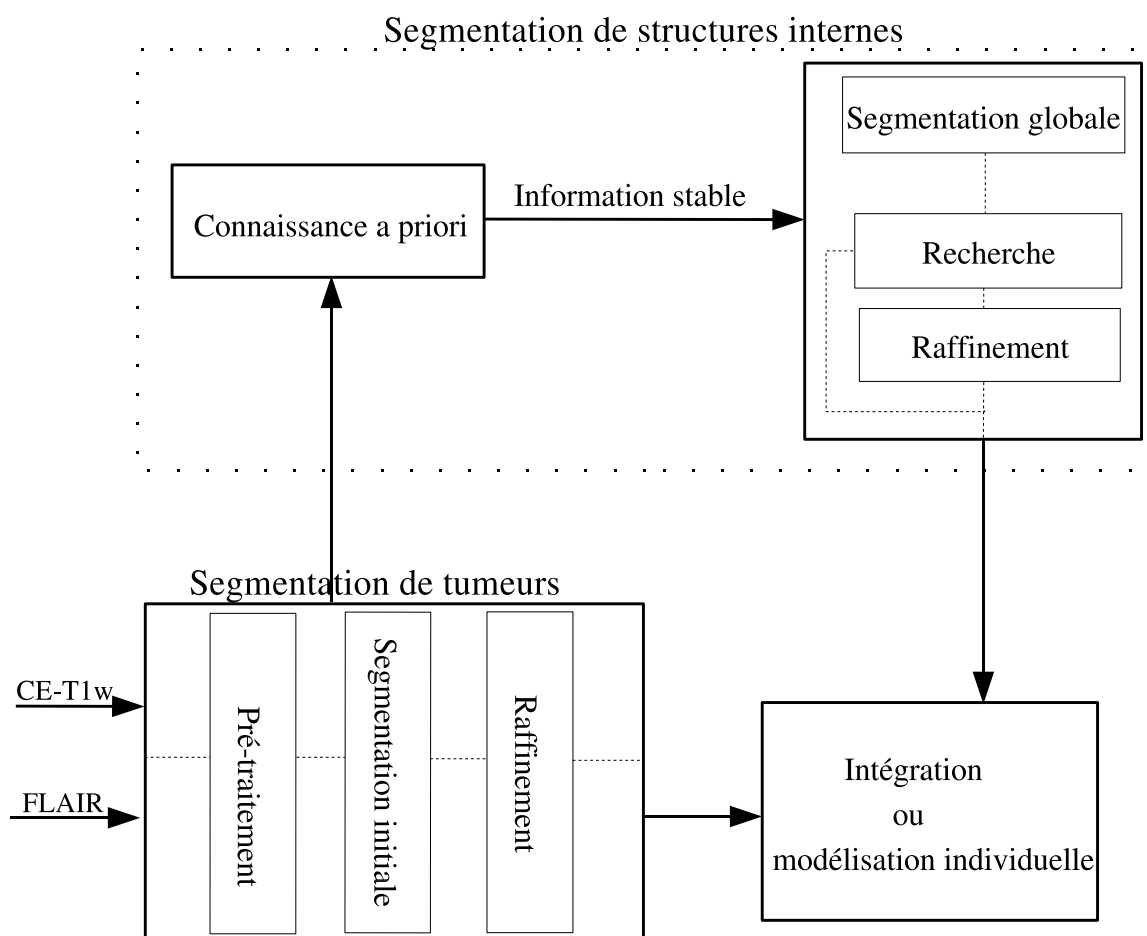 Segmentation de structures internes
Segmentation globale
Information stable
Connaissance a priori
Recherche
Raffinement
Segmentation de tumeurs
CE-T1w
FLAIR
Pré-traitement
Segmentation initiale
Raffinement
Intégration
ou
modélisation individuelle